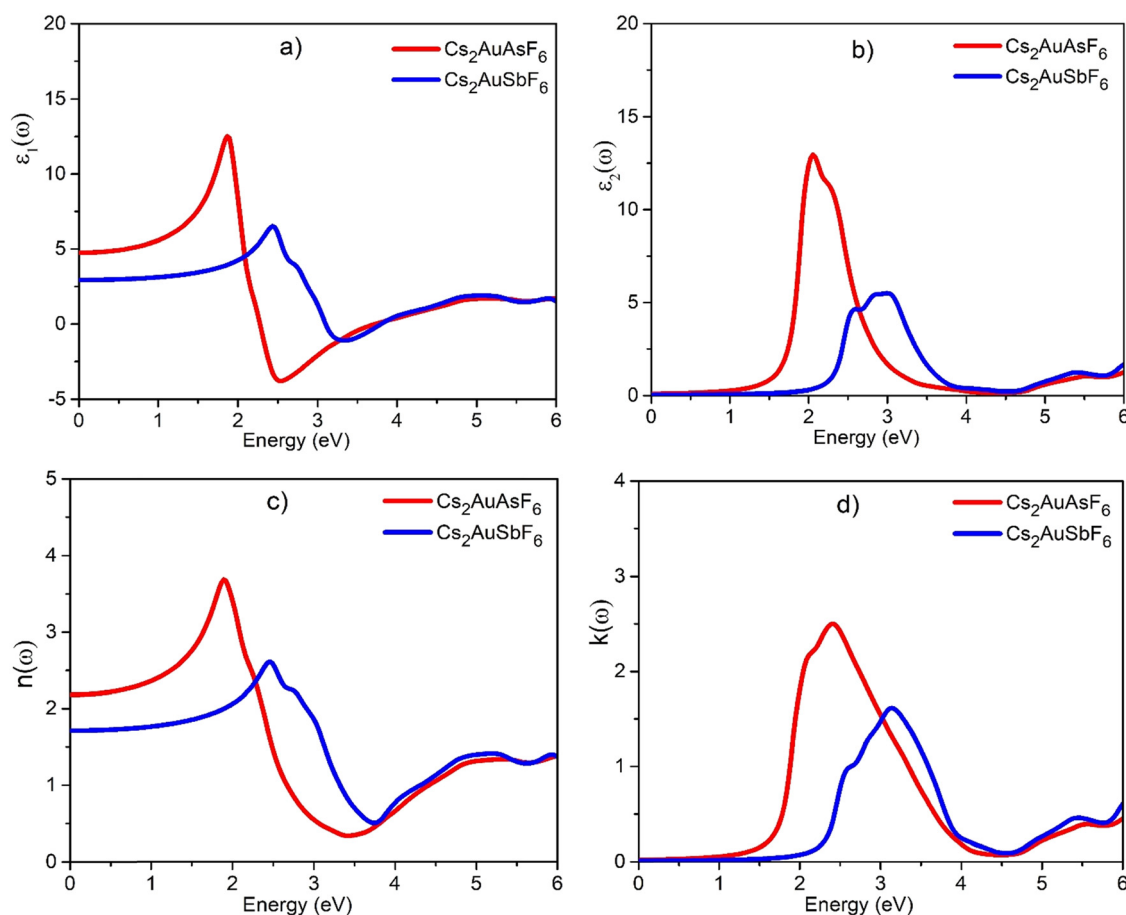 a)
Cs₂AuAsF₆
Cs₂AuSbF₆
ε₁(ω)
20
15
10
5
0
-5
0 1 2 3 4 5 6
Energy (eV)
b)
Cs₂AuAsF₆
Cs₂AuSbF₆
ε₂(ω)
20
15
10
5
0
0 1 2 3 4 5 6
Energy (eV)
c)
Cs₂AuAsF₆
Cs₂AuSbF₆
n(ω)
5
4
3
2
1
0
0 1 2 3 4 5 6
Energy (eV)
d)
Cs₂AuAsF₆
Cs₂AuSbF₆
k(ω)
4
3
2
1
0
0 1 2 3 4 5 6
Energy (eV)